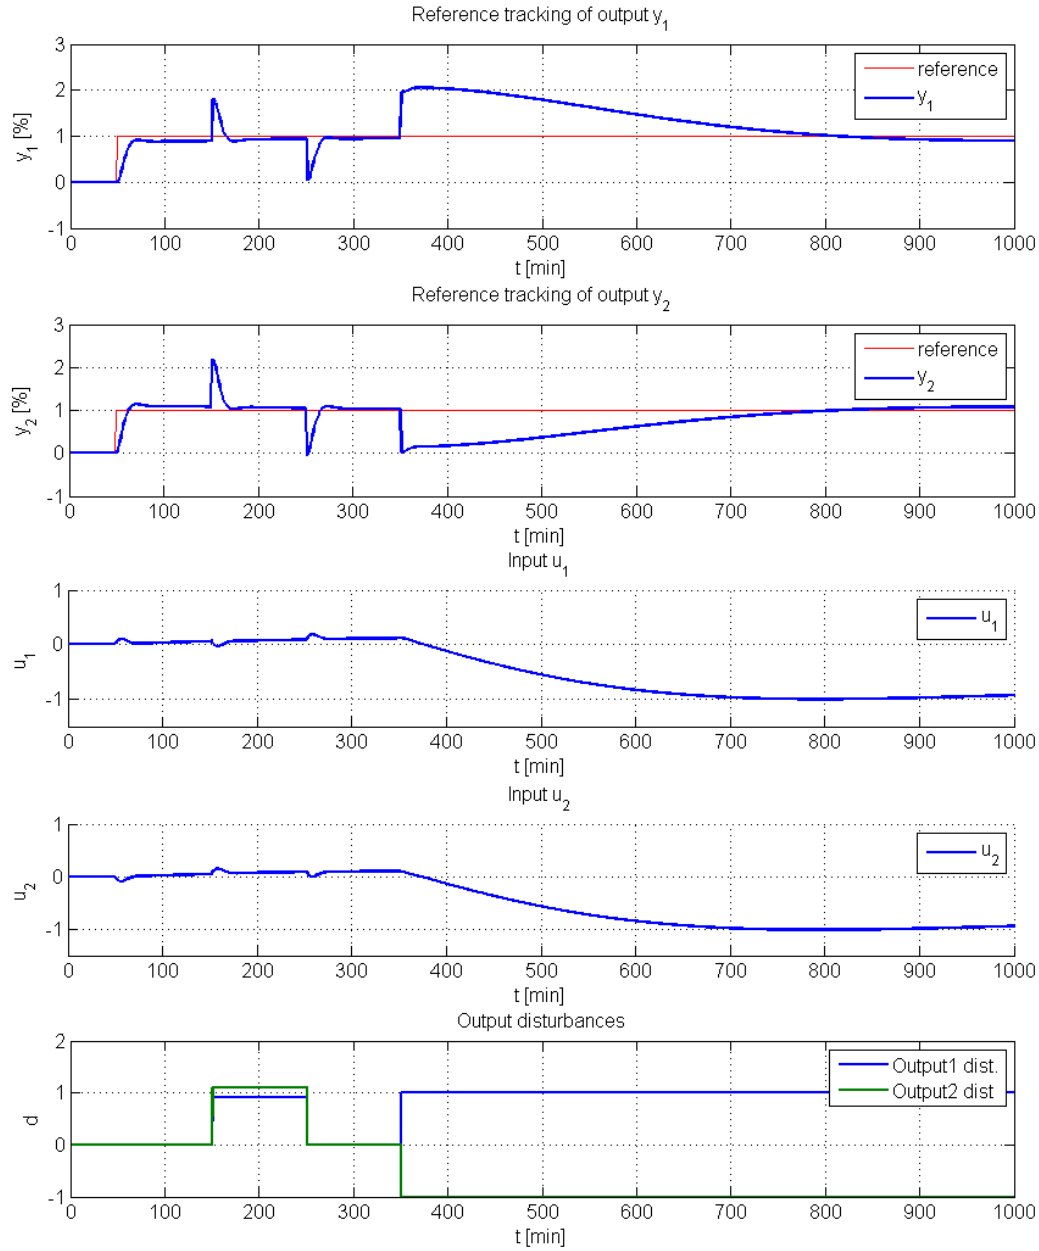 Reference tracking of output y1
3
2
1
0
-1
y1 [%]
reference
y1
0 100 200 300 400 500 600 700 800 900 1000
t [min]
Reference tracking of output y2
3
2
1
0
-1
y2 [%]
reference
y2
0 100 200 300 400 500 600 700 800 900 1000
t [min]
Input u1
1
0
-1
u1
u1
0 100 200 300 400 500 600 700 800 900 1000
t [min]
Input u2
1
0
-1
u2
u2
0 100 200 300 400 500 600 700 800 900 1000
t [min]
Output disturbances
2
1
0
-1
d
Output1 dist.
Output2 dist
0 100 200 300 400 500 600 700 800 900 1000
t [min]